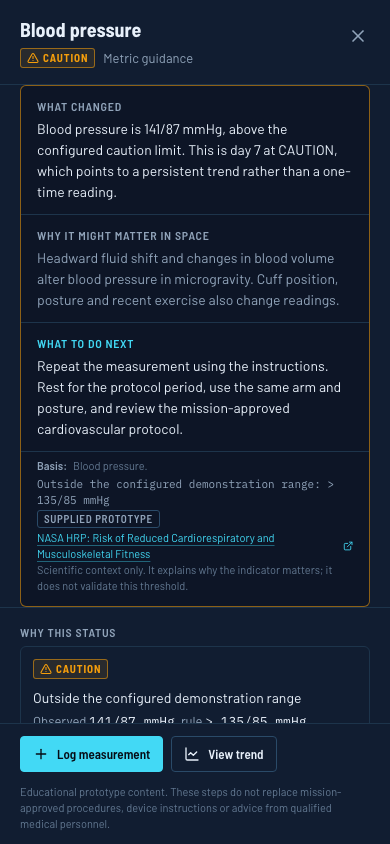 Blood pressure
CAUTION Metric guidance
WHAT CHANGED
Blood pressure is 141/87 mmHg, above the
configured caution limit. This is day 7 at CAUTION,
which points to a persistent trend rather than a one-
time reading.
WHY IT MIGHT MATTER IN SPACE
Headward fluid shift and changes in blood volume
alter blood pressure in microgravity. Cuff position,
posture and recent exercise also change readings.
WHAT TO DO NEXT
Repeat the measurement using the instructions.
Rest for the protocol period, use the same arm and
posture, and review the mission-approved
cardiovascular protocol.
Basis: Blood pressure.
Outside the configured demonstration range: >
135/85 mmHg
SUPPLIED PROTOTYPE
NASA HRP: Risk of Reduced Cardiorespiratory and
Musculoskeletal Fitness
Scientific context only. It explains why the indicator matters; it
does not validate this threshold.
WHY THIS STATUS
CAUTION
Outside the configured demonstration range
Observed 141/87 mmHg, rule > 135/85 mmHg
Log measurement
View trend
Educational prototype content. These steps do not replace mission-
approved procedures, device instructions or advice from qualified
medical personnel.